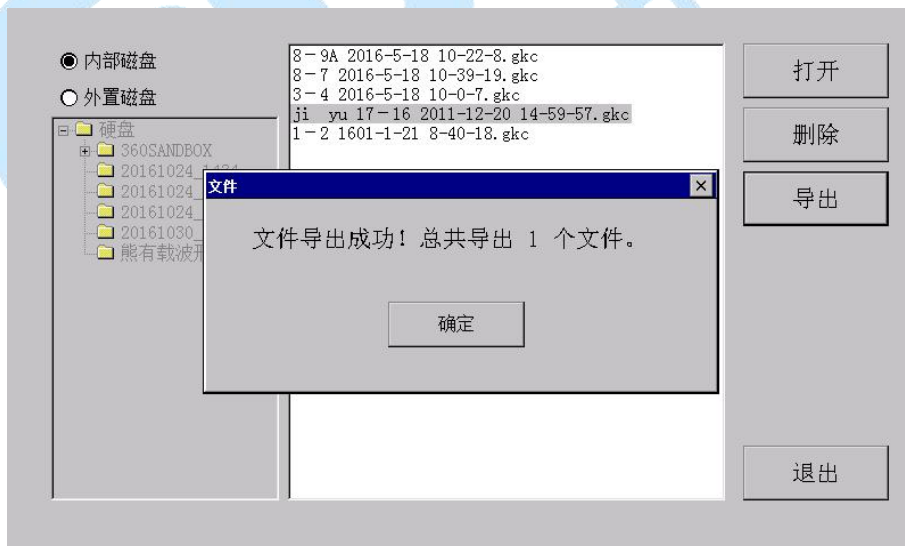 内部磁盘
外置磁盘
硬盘
360SANDBOX
20161024_1434
20161024_
20161024_
20161030_
熊有载波形
8－9A 2016-5-18 10-22-8.gkc
8－7 2016-5-18 10-39-19.gkc
3－4 2016-5-18 10-0-7.gkc
ji yu 17－16 2011-12-20 14-59-57.gkc
1－2 1601-1-21 8-40-18.gkc
文件
文件导出成功！总共导出 1 个文件。
确定
打开
删除
导出
退出